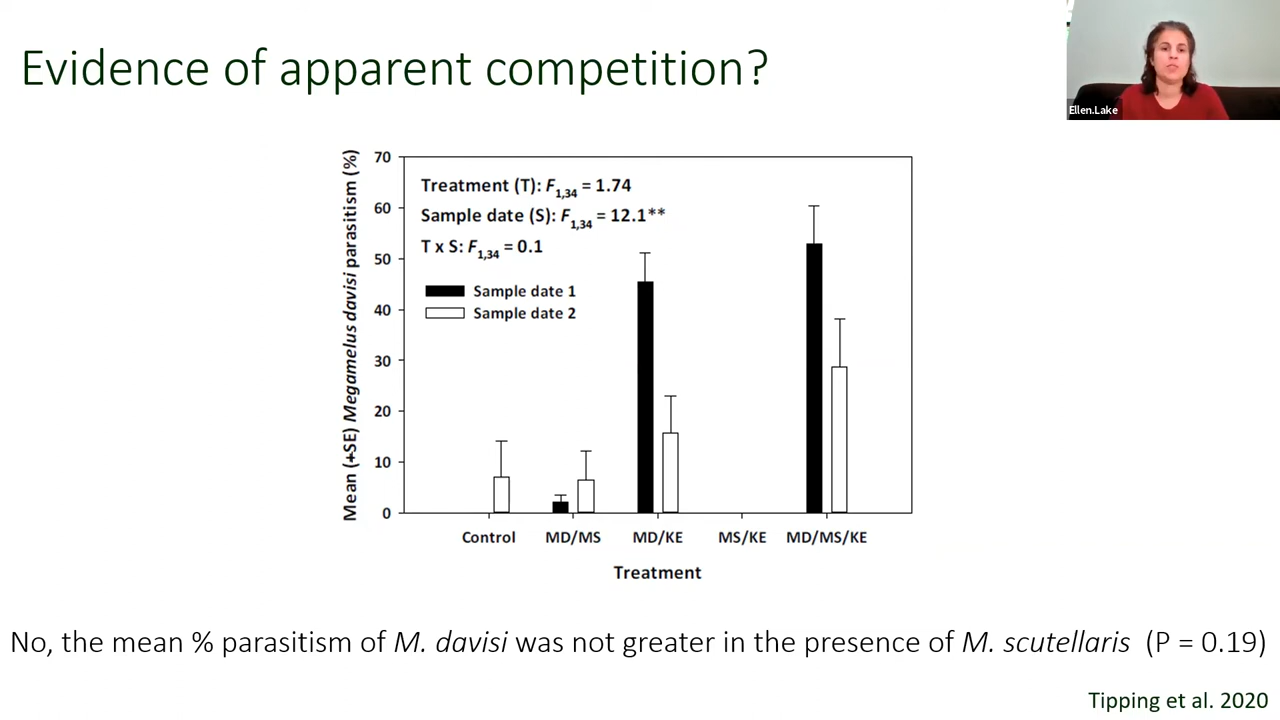 Evidence of apparent competition?
Ellen.Lake
Mean (+SE) Megamelus davisi parasitism (%)
70
60
50
40
30
20
10
0
Treatment (T): F1,34 = 1.74
Sample date (S): F1,34 = 12.1**
T x S: F1,34 = 0.1
Sample date 1
Sample date 2
Control MD/MS MD/KE MS/KE MD/MS/KE
Treatment
No, the mean % parasitism of M. davisi was not greater in the presence of M. scutellaris (P = 0.19)
Tipping et al. 2020